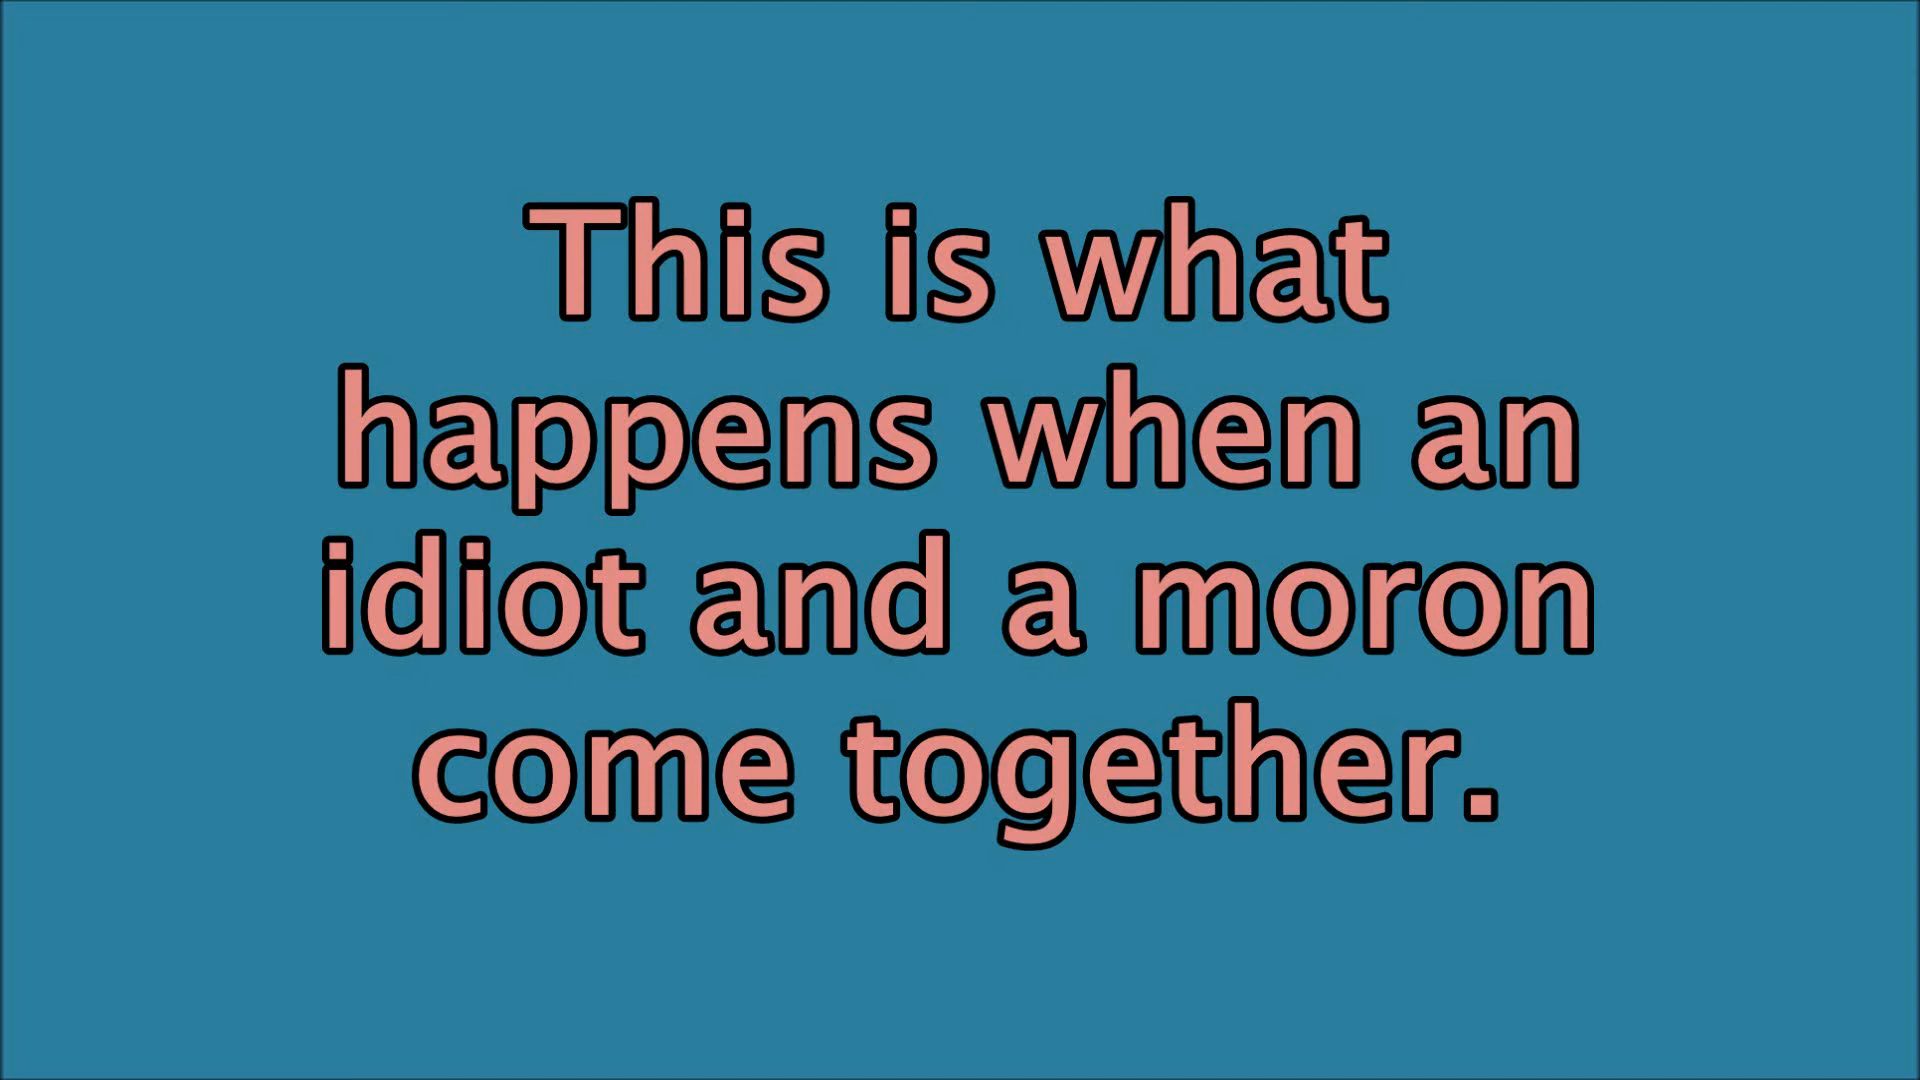 This is what
happens when an
idiot and a moron
come together.